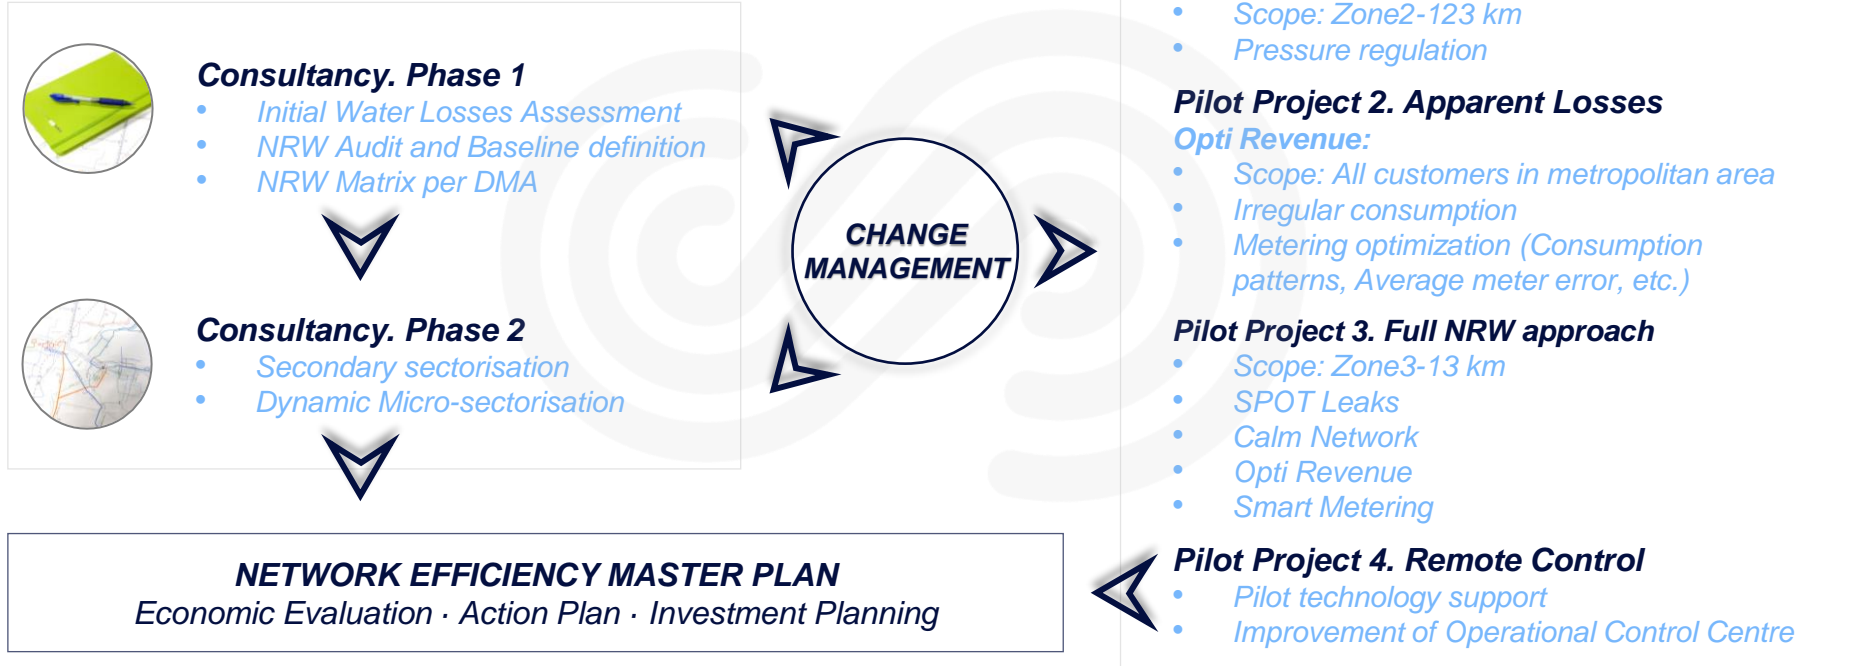 Consultancy. Phase 1
• Initial Water Losses Assessment
• NRW Audit and Baseline definition
• NRW Matrix per DMA
Consultancy. Phase 2
• Secondary sectorisation
• Dynamic Micro-sectorisation
CHANGE
MANAGEMENT
• Scope: Zone2-123 km
• Pressure regulation
Pilot Project 2. Apparent Losses
Opti Revenue:
• Scope: All customers in metropolitan area
• Irregular consumption
• Metering optimization (Consumption
patterns, Average meter error, etc.)
Pilot Project 3. Full NRW approach
• Scope: Zone3-13 km
• SPOT Leaks
• Calm Network
• Opti Revenue
• Smart Metering
Pilot Project 4. Remote Control
• Pilot technology support
• Improvement of Operational Control Centre
NETWORK EFFICIENCY MASTER PLAN
Economic Evaluation · Action Plan · Investment Planning